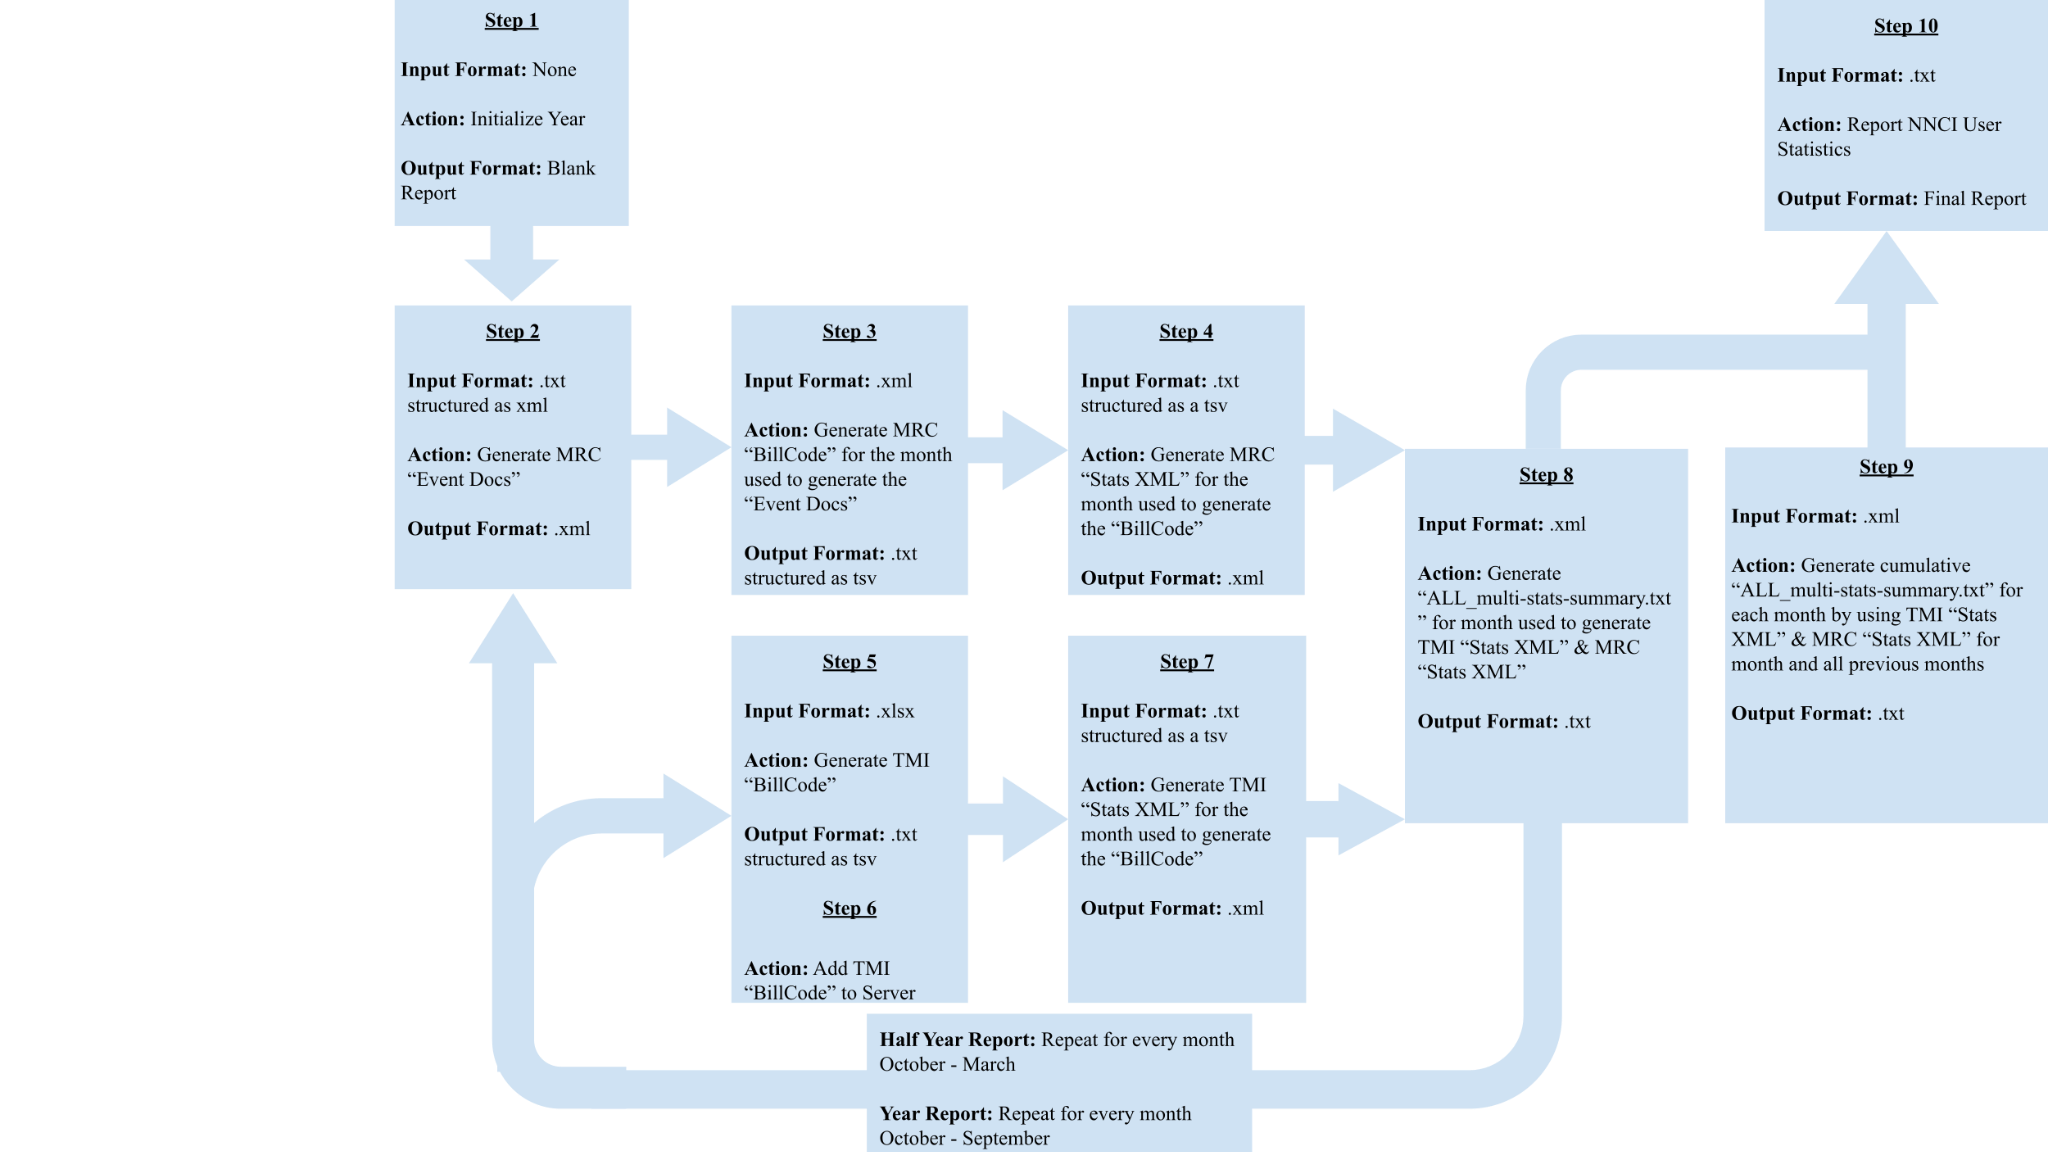 Step 1
Input Format: None
Action: Initialize Year
Output Format: Blank
Report
Step 2
Input Format: .txt
structured as xml
Action: Generate MRC
“Event Docs”
Output Format: .xml
Step 3
Input Format: .xml
Action: Generate MRC
“BillCode” for the month
used to generate the
“Event Docs”
Output Format: .txt
structured as tsv
Step 4
Input Format: .txt
structured as a tsv
Action: Generate MRC
“Stats XML” for the
month used to generate
the “BillCode”
Output Format: .xml
Step 5
Input Format: .xlsx
Action: Generate TMI
“BillCode”
Output Format: .txt
structured as tsv
Step 6
Action: Add TMI
“BillCode” to Server
Step 7
Input Format: .txt
structured as a tsv
Action: Generate TMI
“Stats XML” for the
month used to generate
the “BillCode”
Output Format: .xml
Step 8
Input Format: .xml
Action: Generate
“ALL_multi-stats-summary.txt
” for month used to generate
TMI “Stats XML” & MRC
“Stats XML”
Output Format: .txt
Step 9
Input Format: .xml
Action: Generate cumulative
“ALL_multi-stats-summary.txt” for
each month by using TMI “Stats
XML” & MRC “Stats XML” for
month and all previous months
Output Format: .txt
Step 10
Input Format: .txt
Action: Report NNCI User
Statistics
Output Format: Final Report
Half Year Report: Repeat for every month
October - March
Year Report: Repeat for every month
October - September